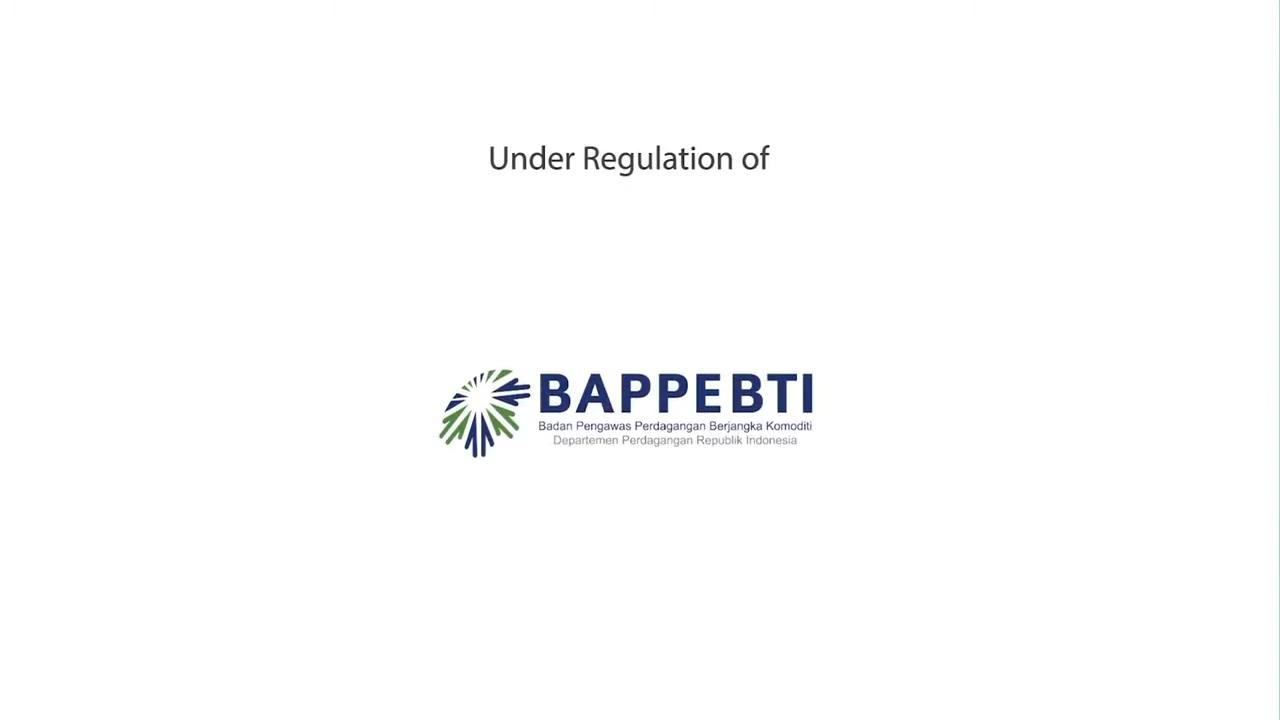 Under Regulation of
BAPPEBTI
Badan Pengawas Perdagangan Berjangka Komoditi
Departemen Perdagangan Republik Indonesia